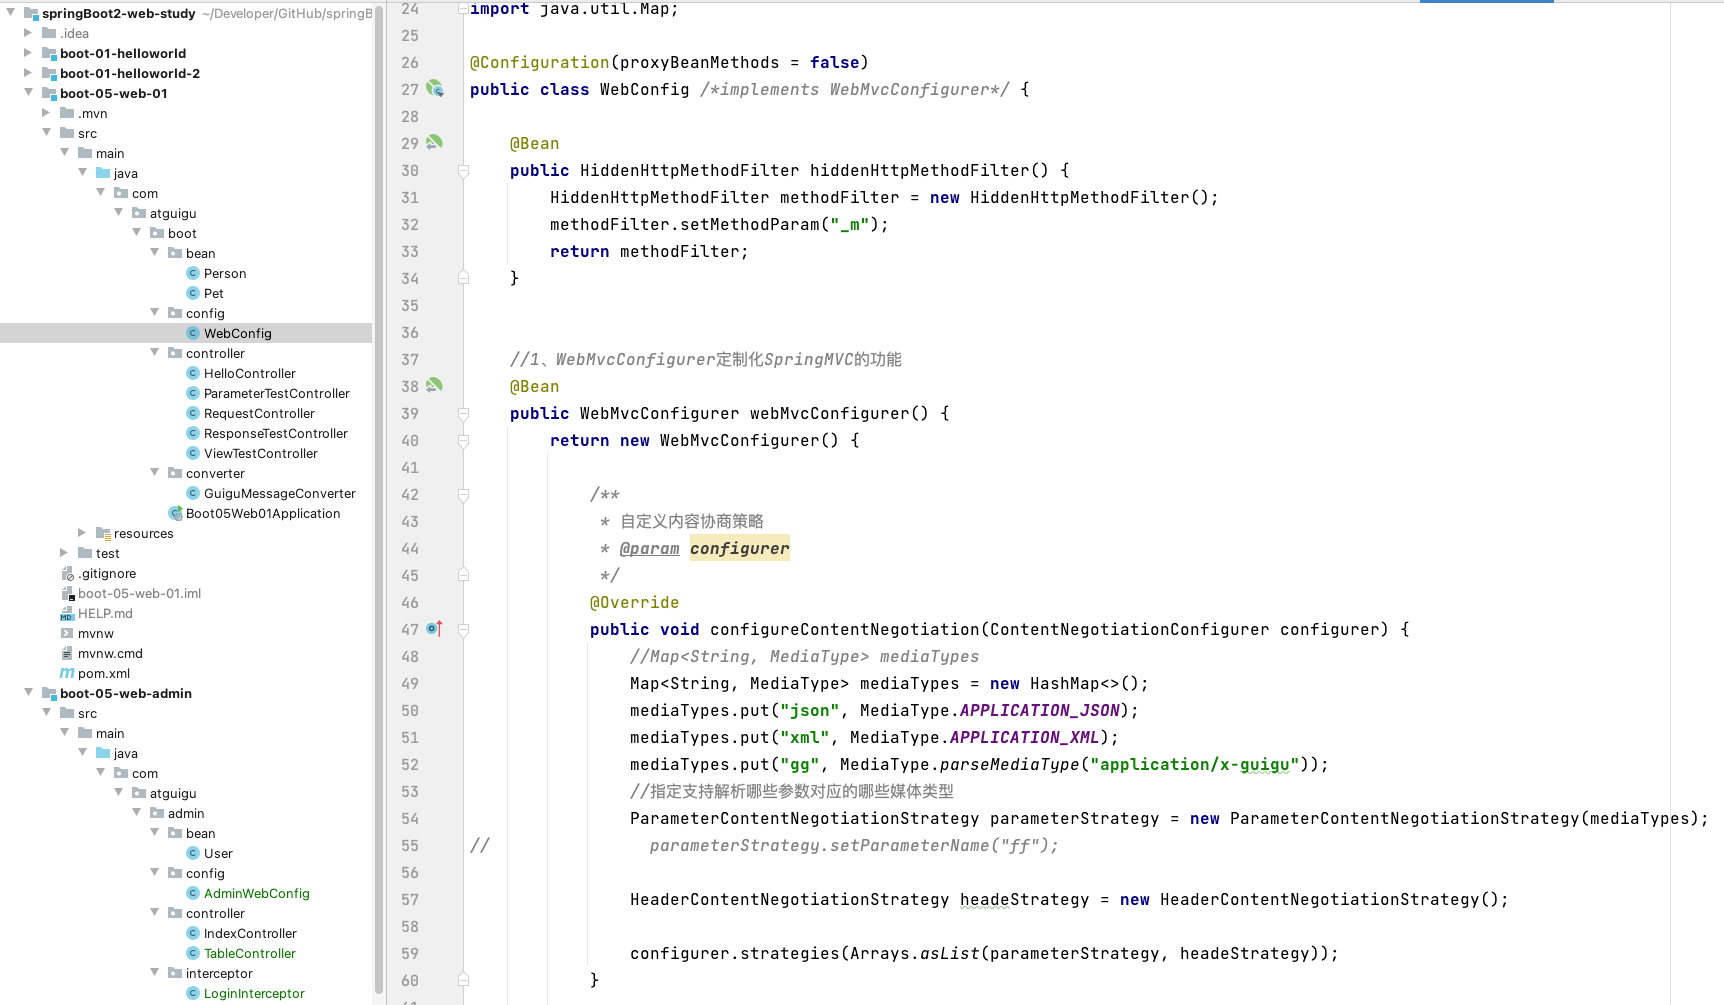 springBoot2-web-study ~/Developer/GitHub/springB
.idea
boot-01-helloworld
boot-01-helloworld-2
boot-05-web-01
.mvn
src
main
java
com
atguigu
boot
bean
Person
Pet
config
WebConfig
controller
HelloController
ParameterTestController
RequestController
ResponseTestController
ViewTestController
converter
GuiguMessageConverter
Boot05Web01Application
resources
test
.gitignore
boot-05-web-01.iml
HELP.md
mvnw
mvnw.cmd
pom.xml
boot-05-web-admin
src
main
java
com
atguigu
admin
bean
User
config
AdminWebConfig
controller
IndexController
TableController
interceptor
LoginInterceptor
24 import java.util.Map;
25
26 @Configuration(proxyBeanMethods = false)
27 public class WebConfig /*implements WebMvcConfigurer*/ {
28
29 @Bean
30 public HiddenHttpMethodFilter hiddenHttpMethodFilter() {
31 HiddenHttpMethodFilter methodFilter = new HiddenHttpMethodFilter();
32 methodFilter.setMethodParam("_m");
33 return methodFilter;
34 }
35
36
37 //1、WebMvcConfigurer定制化SpringMVC的功能
38 @Bean
39 public WebMvcConfigurer webMvcConfigurer() {
40 return new WebMvcConfigurer() {
41
42 /**
43 * 自定义内容协商策略
44 * @param configurer
45 */
46 @Override
47 public void configureContentNegotiation(ContentNegotiationConfigurer configurer) {
48 //Map<String, MediaType> mediaTypes
49 Map<String, MediaType> mediaTypes = new HashMap<>();
50 mediaTypes.put("json", MediaType.APPLICATION_JSON);
51 mediaTypes.put("xml", MediaType.APPLICATION_XML);
52 mediaTypes.put("gg", MediaType.parseMediaType("application/x-guigu"));
53 //指定支持解析哪些参数对应的哪些媒体类型
54 ParameterContentNegotiationStrategy parameterStrategy = new ParameterContentNegotiationStrategy(mediaTypes);
55 // parameterStrategy.setParameterName("ff");
56
57 HeaderContentNegotiationStrategy headeStrategy = new HeaderContentNegotiationStrategy();
58
59 configurer.strategies(Arrays.asList(parameterStrategy, headeStrategy));
60 }